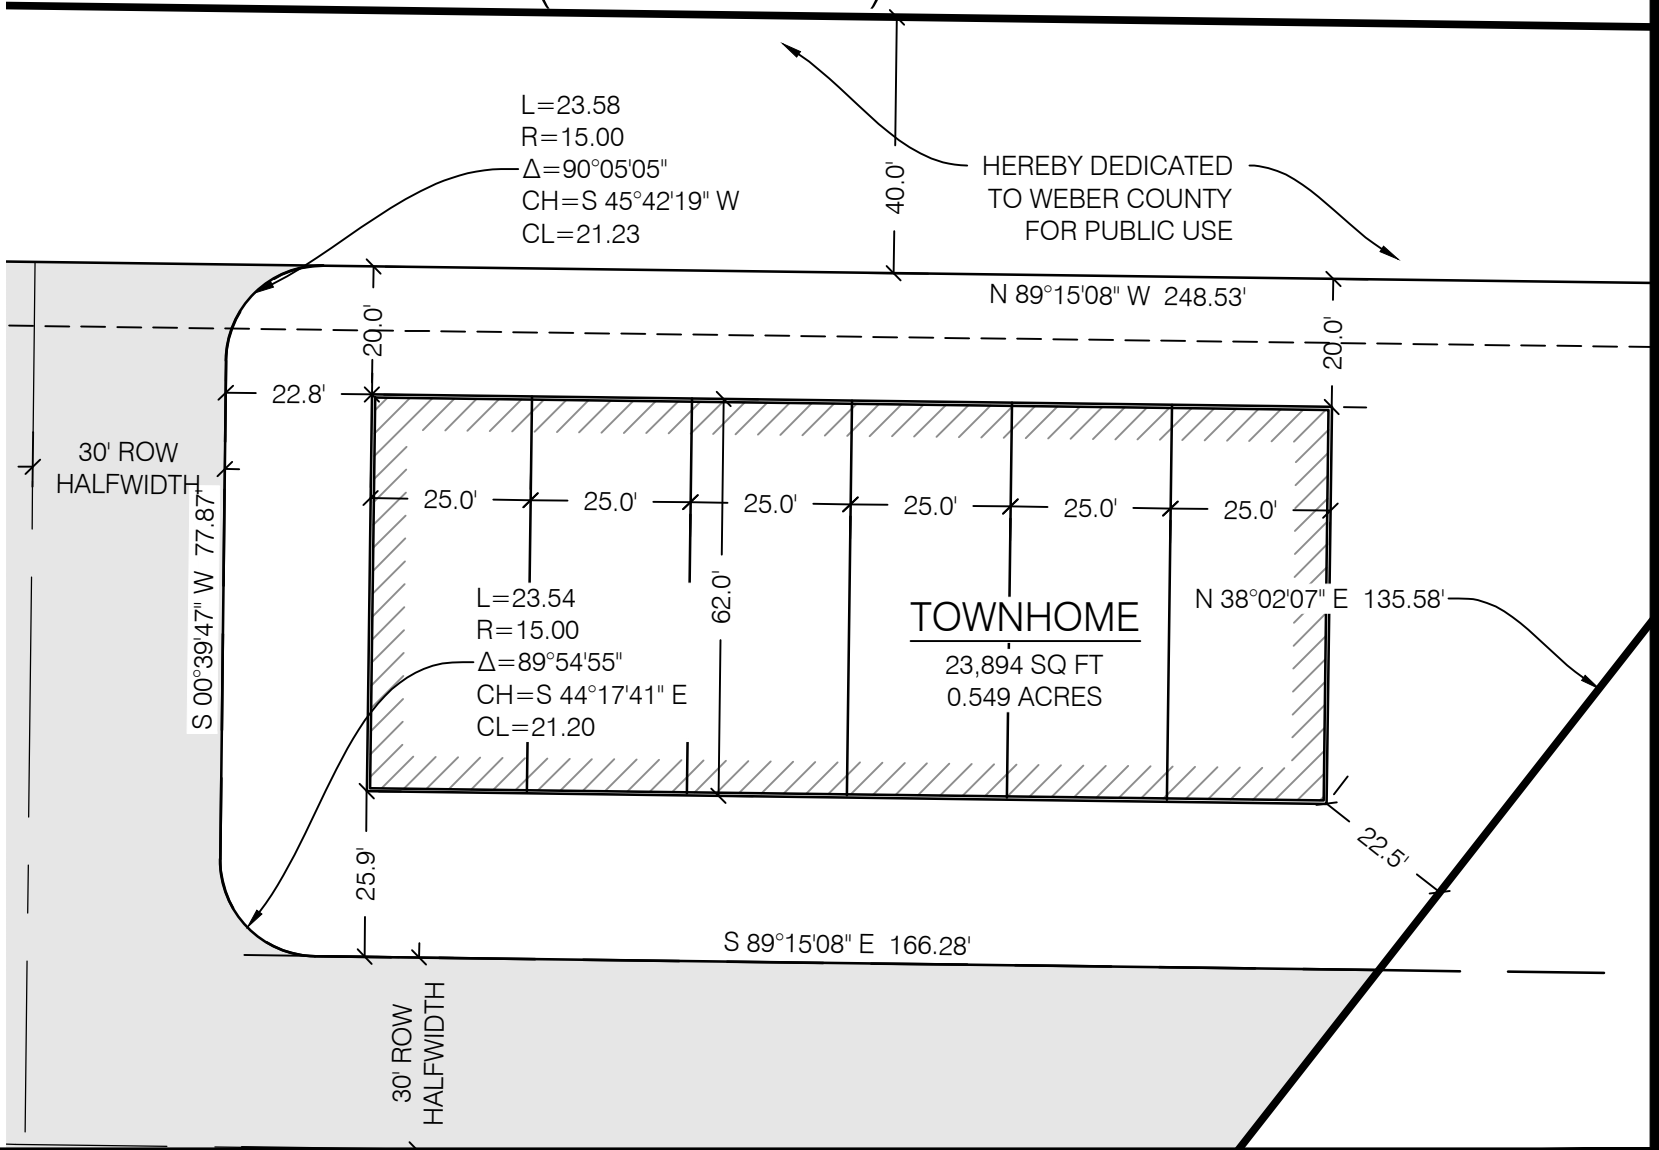 L=23.58
R=15.00
Δ=90°05'05"
CH=S 45°42'19" W
CL=21.23
40.0'
HEREBY DEDICATED
TO WEBER COUNTY
FOR PUBLIC USE
N 89°15'08" W 248.53'
20.0'
20.0'
22.8'
30' ROW
HALFWIDTH
S 00°39'47" W 77.87'
25.0'
25.0'
25.0'
25.0'
25.0'
25.0'
62.0'
L=23.54
R=15.00
Δ=89°54'55"
CH=S 44°17'41" E
CL=21.20
TOWNHOME
23,894 SQ FT
0.549 ACRES
N 38°02'07" E 135.58'
22.5'
25.9'
S 89°15'08" E 166.28'
30' ROW
HALFWIDTH